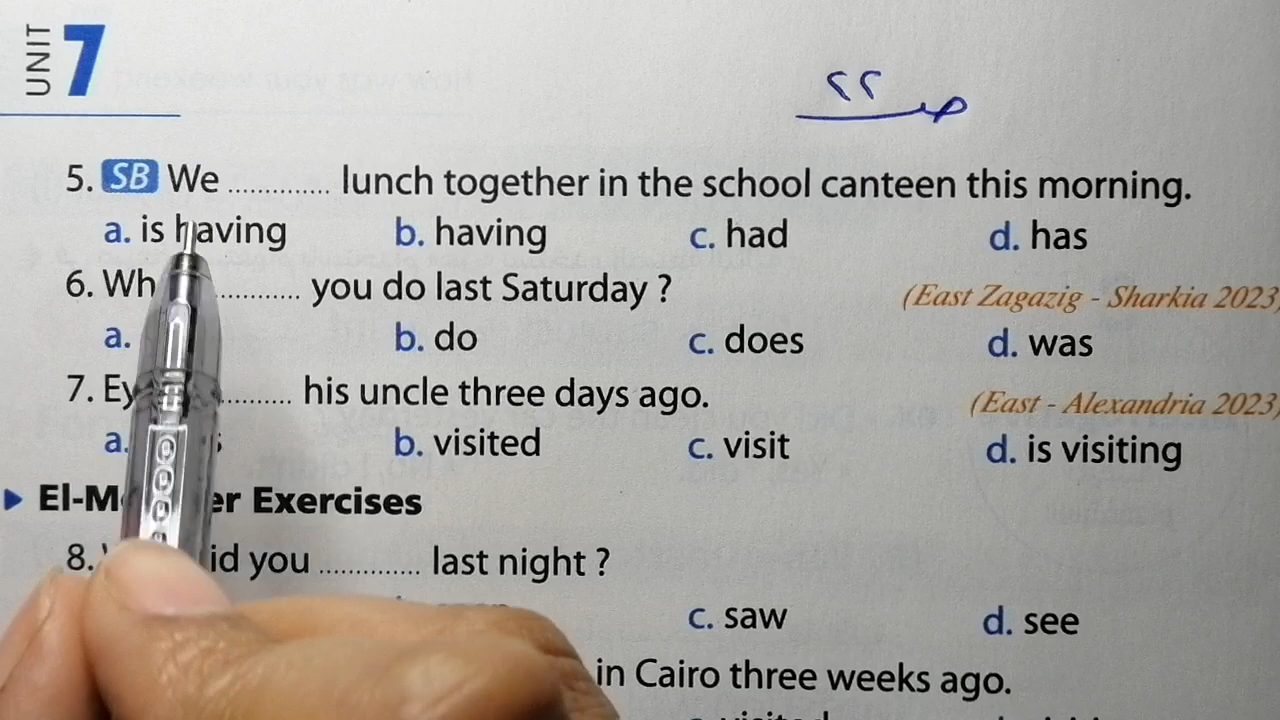 UNIT 7
صـ ٢٢
5. SB We ............ lunch together in the school canteen this morning.
a. is having b. having c. had d. has
6. Wh ............ you do last Saturday ? (East Zagazig - Sharkia 2023)
a. b. do c. does d. was
7. Ey ............ his uncle three days ago. (East - Alexandria 2023)
a. b. visited c. visit d. is visiting
Exercises
8. you ............ last night ?
c. saw d. see
in Cairo three weeks ago.